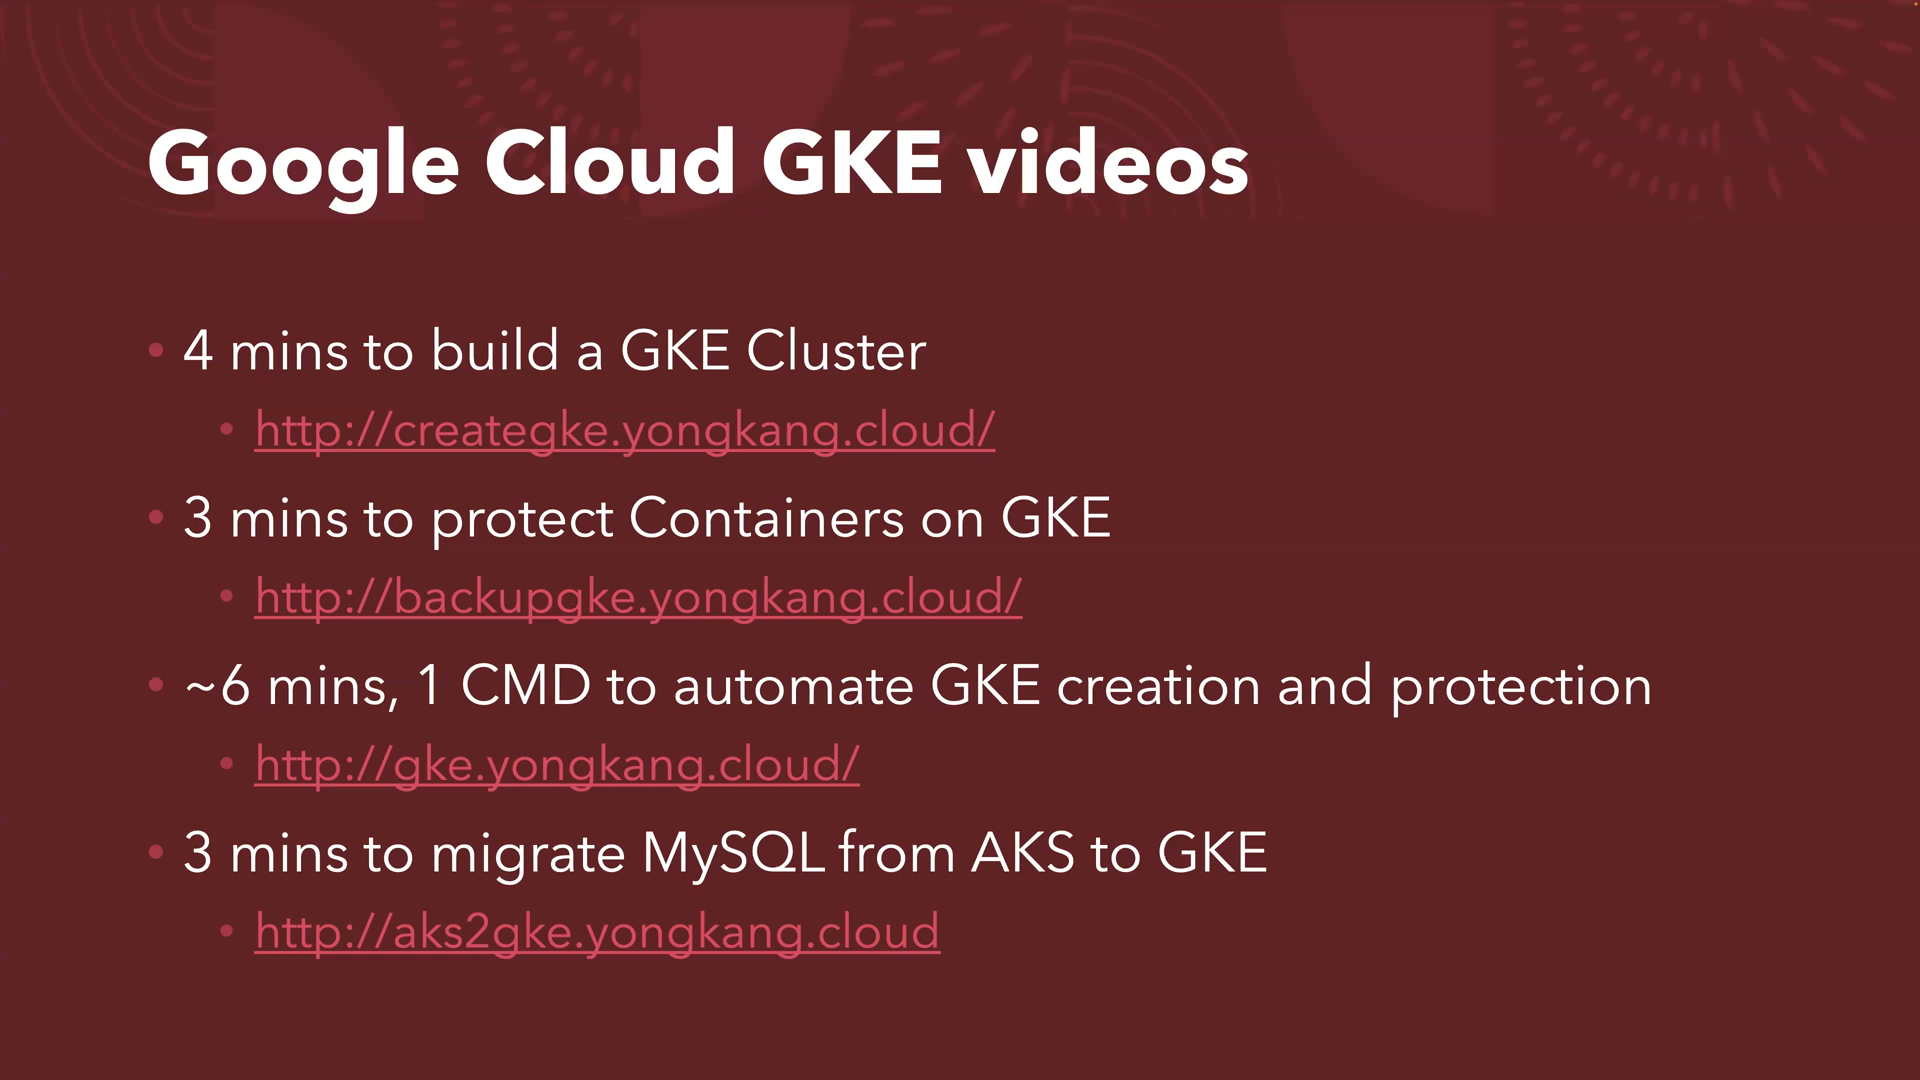 Google Cloud GKE videos
• 4 mins to build a GKE Cluster
• http://creategke.yongkang.cloud/
• 3 mins to protect Containers on GKE
• http://backupgke.yongkang.cloud/
• ~6 mins, 1 CMD to automate GKE creation and protection
• http://gke.yongkang.cloud/
• 3 mins to migrate MySQL from AKS to GKE
• http://aks2gke.yongkang.cloud